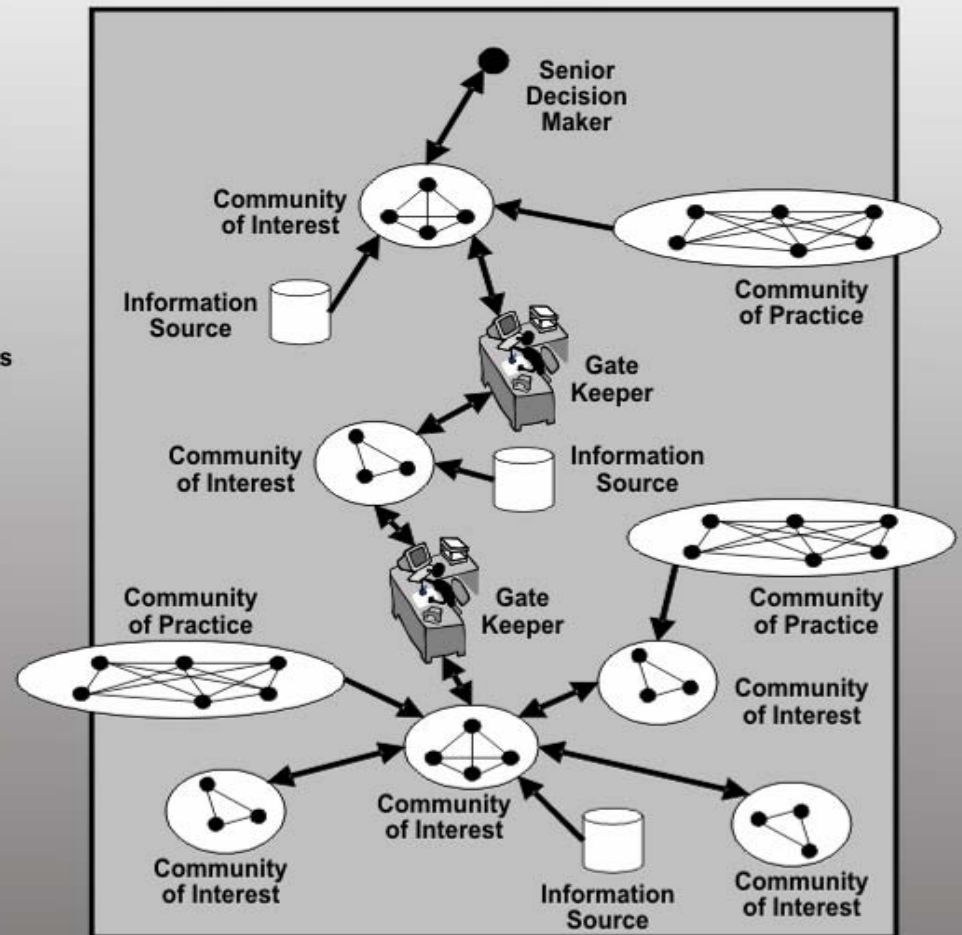 Senior
Decision
Maker
Community
of Interest
Information
Source
Community
of Practice
s
Gate
Keeper
Community
of Interest
Information
Source
Community
of Practice
Gate
Keeper
Community
of Practice
Community
of Interest
Community
of Interest
Community
of Interest
Information
Source
Community
of Interest